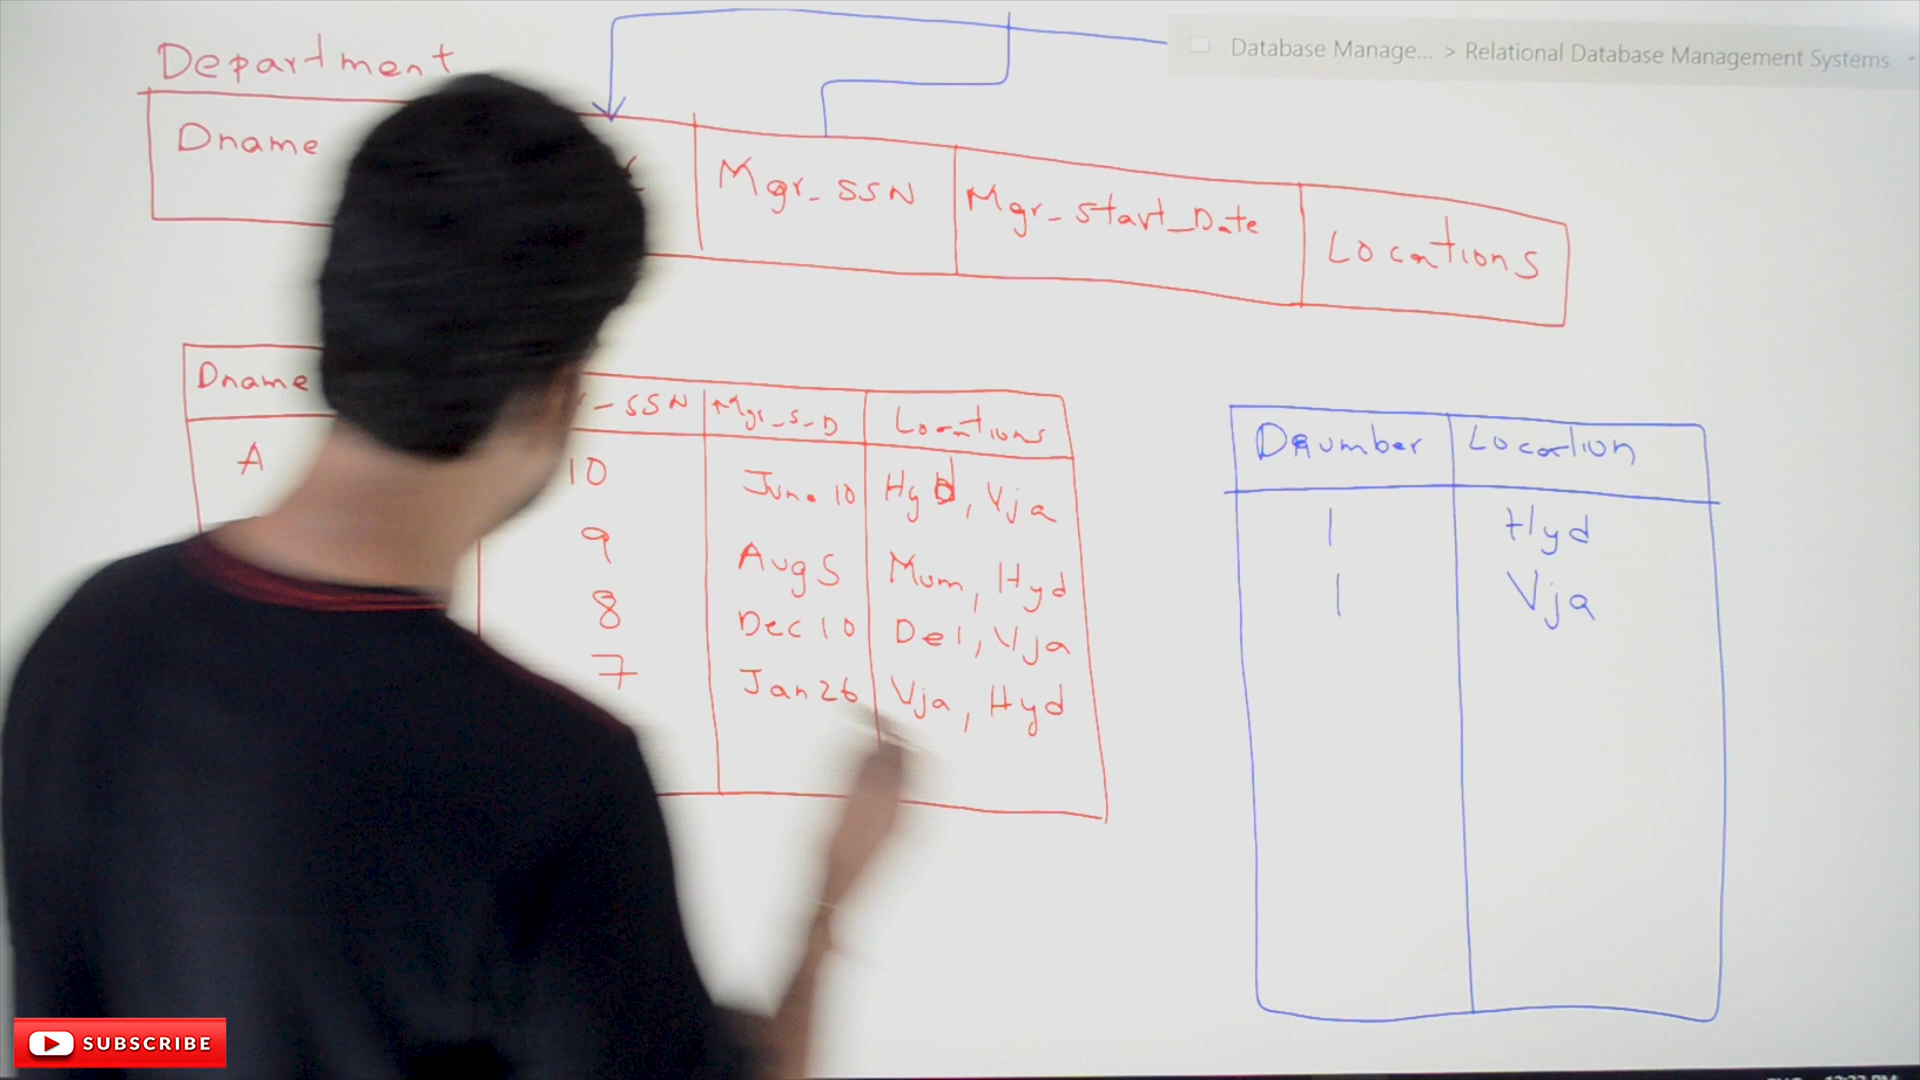 Database Manage... > Relational Database Management Systems
Department
Dname Mgr_SSN Mgr_Start_Date Locations
Dname -SSN Mgr_S_D Locations
A 10 June 10 Hyd, Vja
9 Aug 5 Mum, Hyd
8 Dec 10 Del, Vja
7 Jan 26 Vja, Hyd
Dnumber Location
1 Hyd
1 Vja
SUBSCRIBE